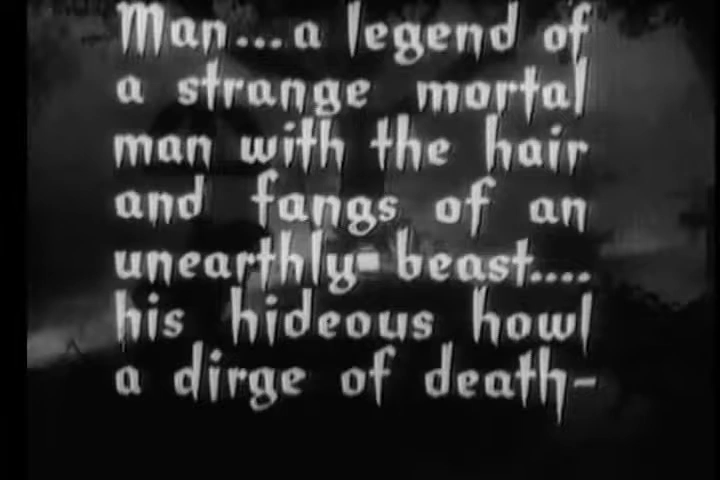 Man...a legend of
a strange mortal
man with the hair
and fangs of an
unearthly beast....
his hideous howl
a dirge of death-